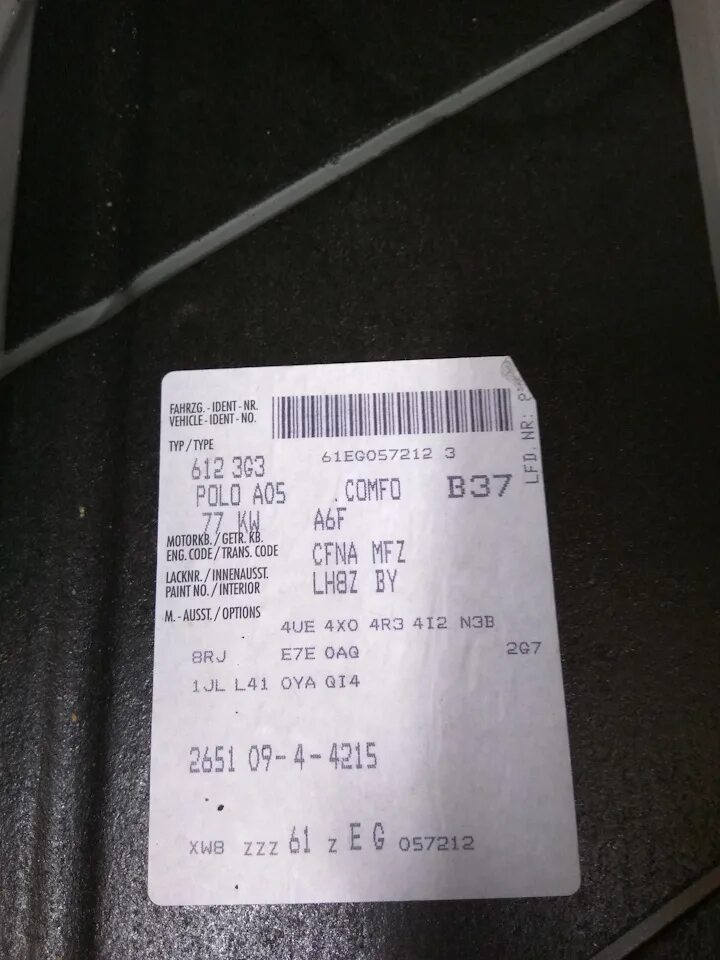 FAHRZG. - IDENT - NR.
VEHICLE - IDENT - NO.
61EG057212 3
TYP / TYPE
612 3G3
POLO A05 .COMFO B37
77 KW A6F
MOTORKB. / GETR. KB.
ENG. CODE / TRANS. CODE
CFNA MFZ
LACKNR. / INNENAUSST.
PAINT NO. / INTERIOR
LH8Z BY
M. - AUSST. / OPTIONS
4UE 4X0 4R3 4I2 N3B
8RJ E7E 0AQ 2G7
1JL L41 0YA QI4
2651 09-4-4215
XW8 ZZZ 61 Z E G 057212
LFD. NR: